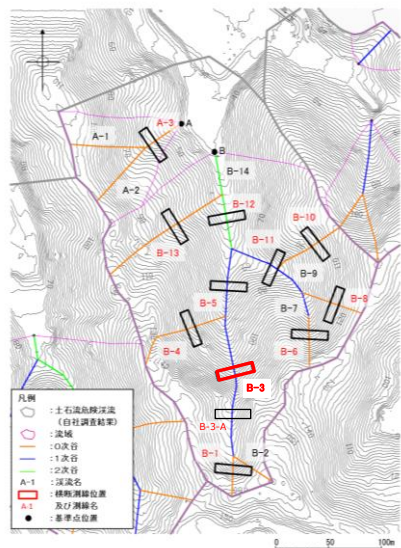 A-3
A
A-1
B
B-14
A-2
B-12
B-10
B-11
B-13
B-9
B-5
B-7
B-8
B-4
B-6
B-3
B-3-A
B-1
B-2
凡例
：土石流危険渓流
（自社調査結果）
：流域
：０次谷
：１次谷
：２次谷
A-1 ：渓流名
：横断測線位置
A-1 及び測線名
：基準点位置
0 50 100m